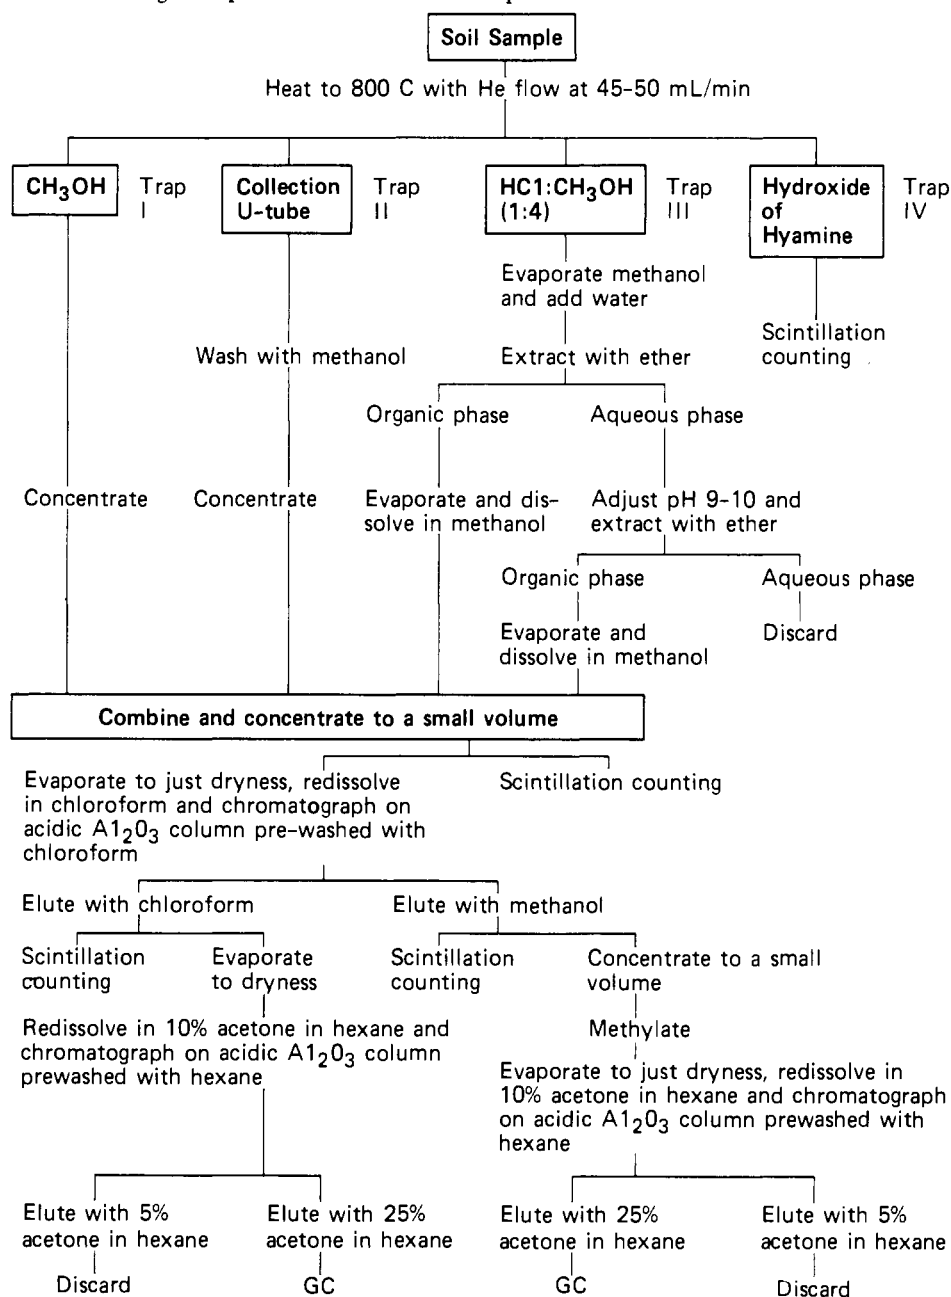 Soil Sample
Heat to 800 C with He flow at 45-50 mL/min
CH₃OH
Trap
I
Collection
U-tube
Trap
II
HC1:CH₃OH
(1:4)
Trap
III
Hydroxide
of
Hyamine
Trap
IV
Evaporate methanol
and add water
Scintillation
counting
Wash with methanol
Extract with ether
Organic phase
Aqueous phase
Concentrate
Concentrate
Evaporate and dis-
solve in methanol
Adjust pH 9-10 and
extract with ether
Organic phase
Aqueous phase
Evaporate and
dissolve in methanol
Discard
Combine and concentrate to a small volume
Evaporate to just dryness, redissolve
in chloroform and chromatograph on
acidic A1₂O₃ column pre-washed with
chloroform
Scintillation counting
Elute with chloroform
Elute with methanol
Scintillation
counting
Evaporate
to dryness
Scintillation
counting
Concentrate to a small
volume
Redissolve in 10% acetone in hexane and
chromatograph on acidic A1₂O₃ column
prewashed with hexane
Methylate
Evaporate to just dryness, redissolve in
10% acetone in hexane and chromatograph
on acidic A1₂O₃ column prewashed with
hexane
Elute with 5%
acetone in hexane
Elute with 25%
acetone in hexane
Elute with 25%
acetone in hexane
Elute with 5%
acetone in hexane
Discard
GC
GC
Discard